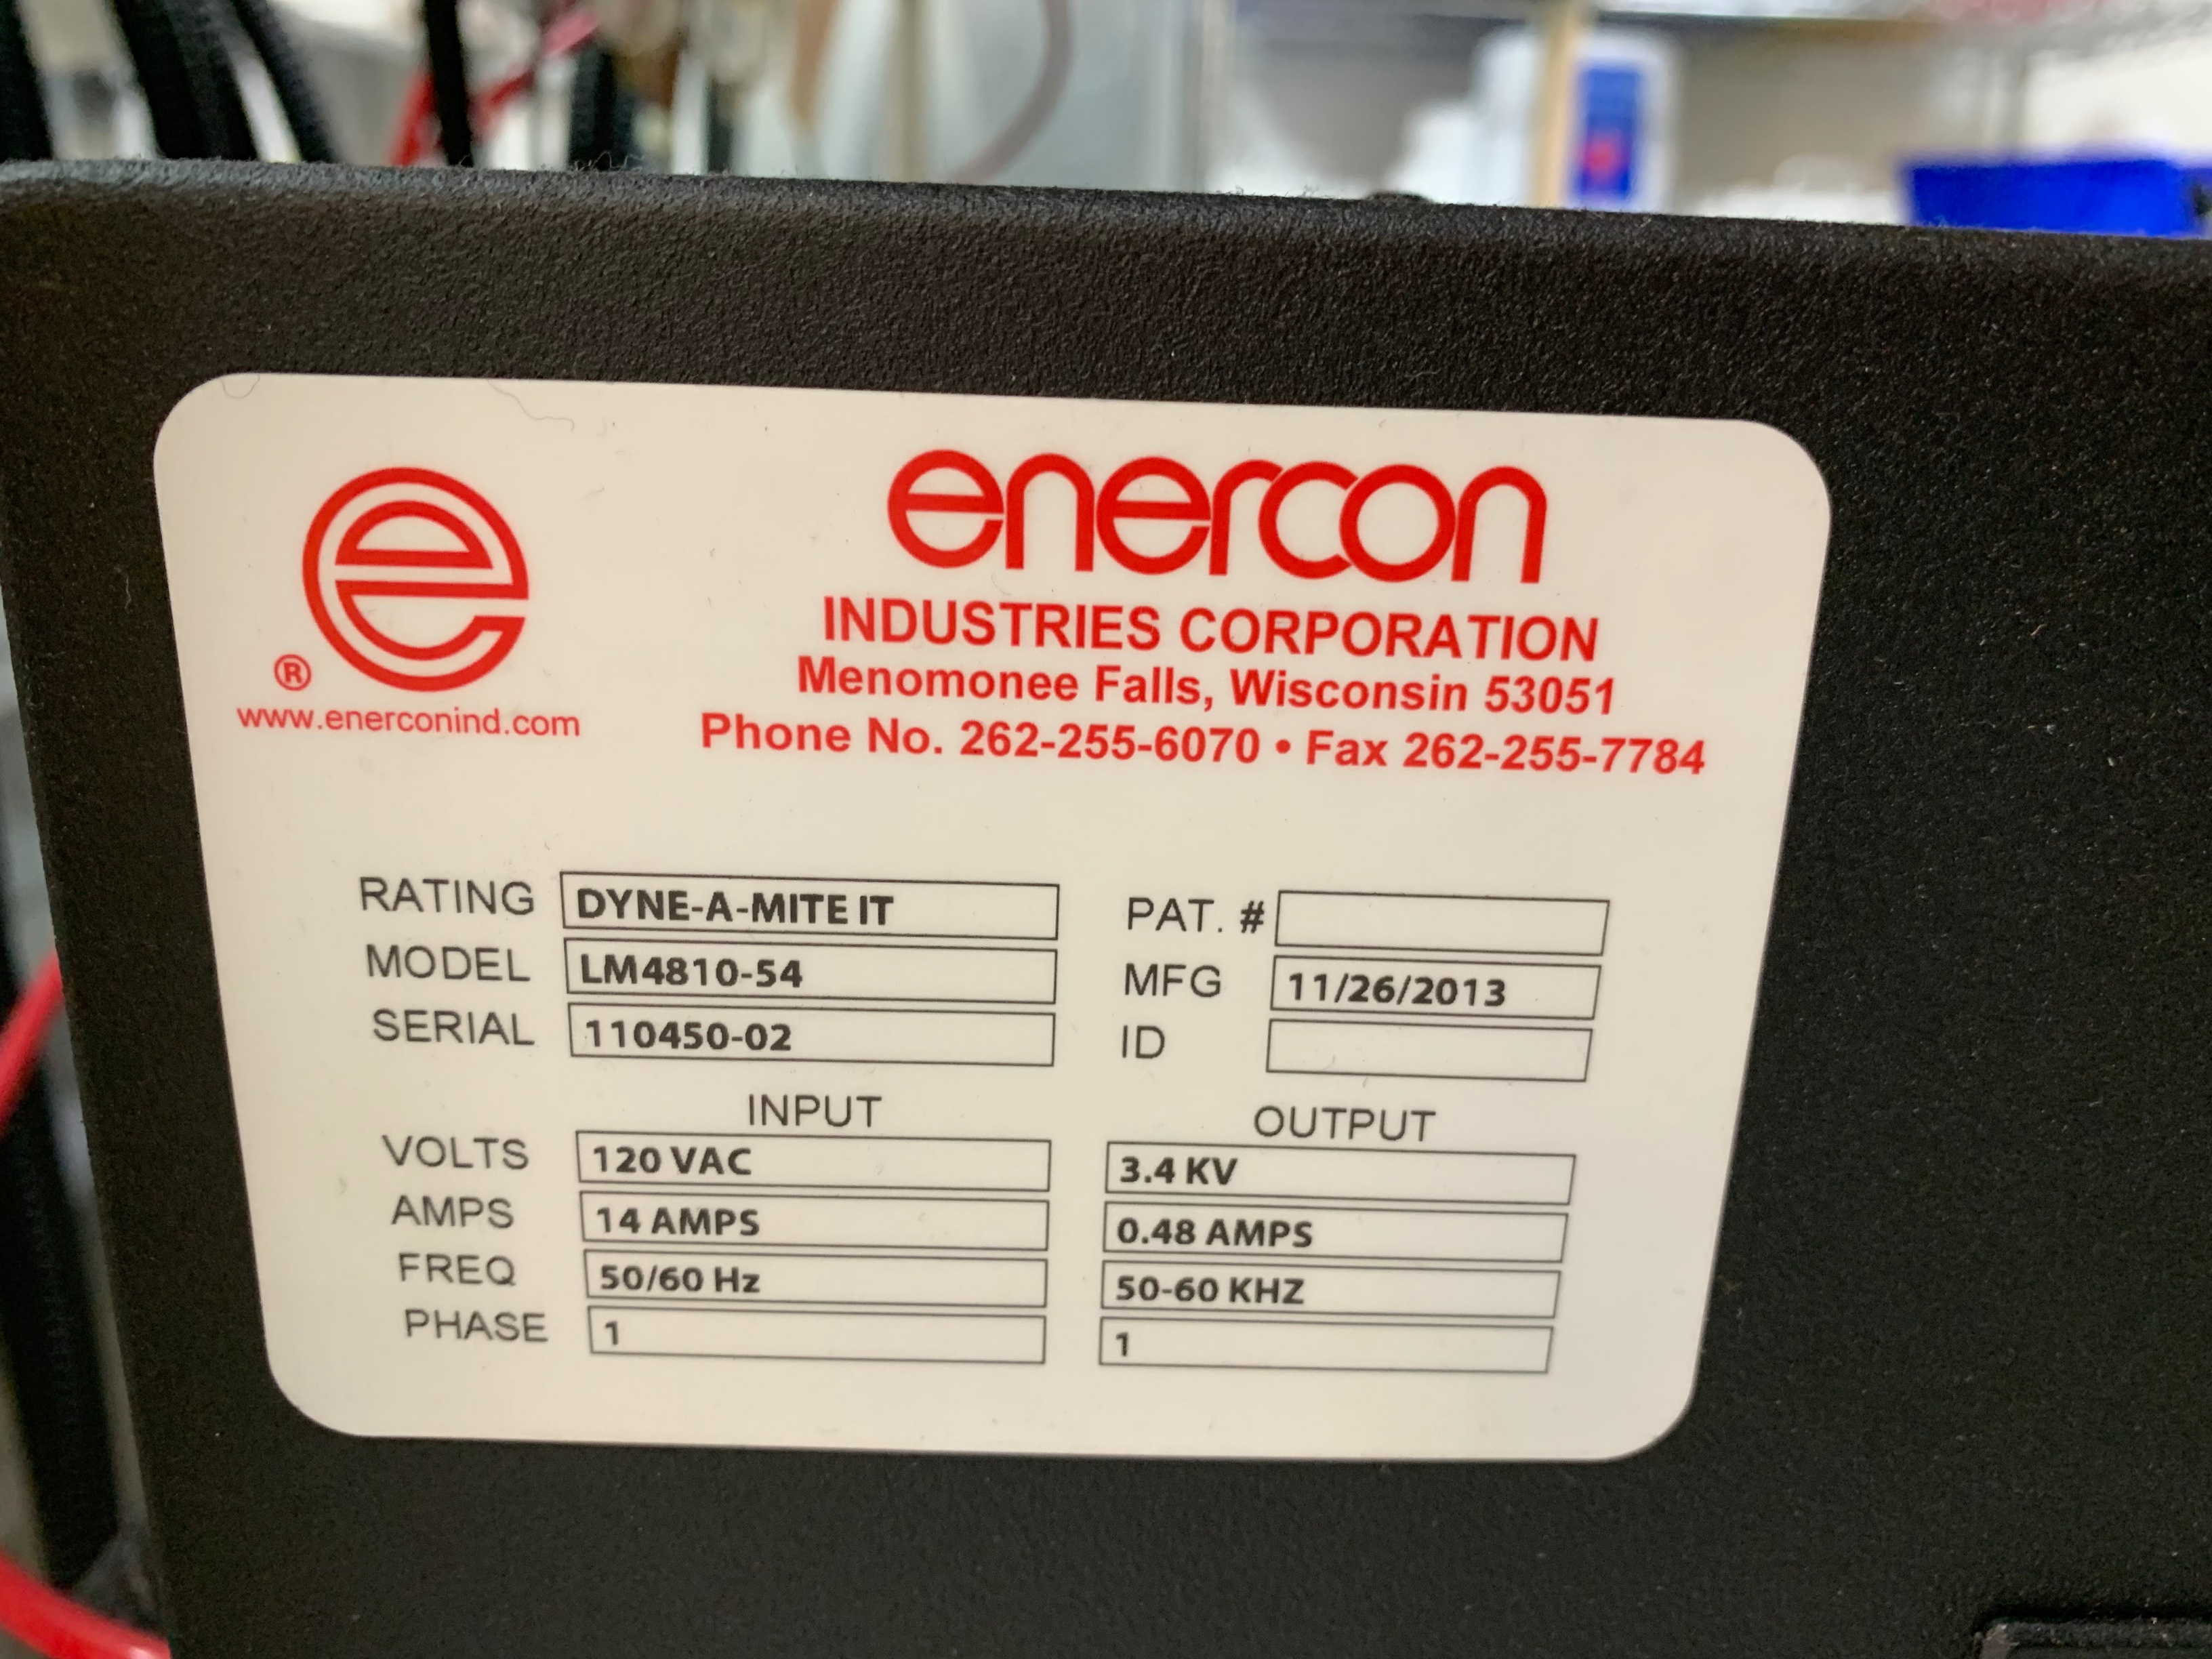 enercon
INDUSTRIES CORPORATION
Menomonee Falls, Wisconsin 53051
Phone No. 262-255-6070 • Fax 262-255-7784
e
®
www.enerconind.com
RATING DYNE-A-MITE IT PAT. #
MODEL LM4810-54 MFG 11/26/2013
SERIAL 110450-02 ID
INPUT OUTPUT
VOLTS 120 VAC 3.4 KV
AMPS 14 AMPS 0.48 AMPS
FREQ 50/60 Hz 50-60 KHZ
PHASE 1 1